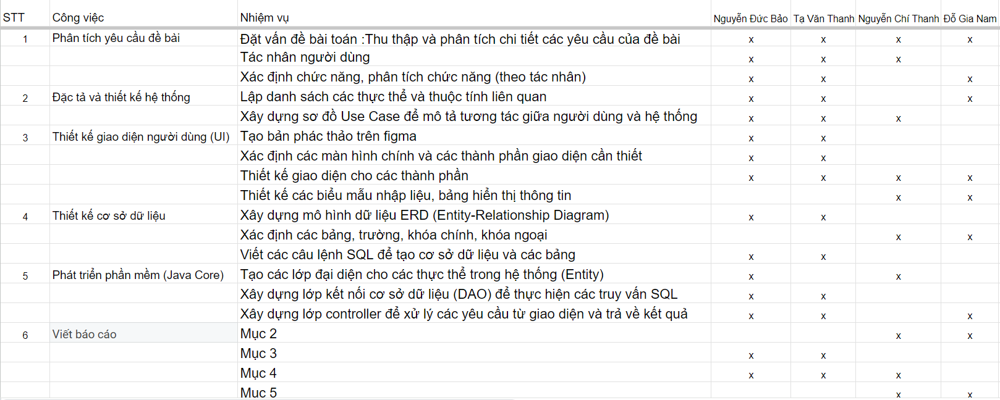 STT Công việc Nhiệm vụ Nguyễn Đức Bảo Tạ Văn Thanh Nguyễn Chí Thanh Đỗ Gia Nam
1 Phân tích yêu cầu đề bài Đặt vấn đề bài toán :Thu thập và phân tích chi tiết các yêu cầu của đề bài x x x x
Tác nhân người dùng x x x
Xác định chức năng, phân tích chức năng (theo tác nhân) x x x
2 Đặc tả và thiết kế hệ thống Lập danh sách các thực thể và thuộc tính liên quan x x x
Xây dựng sơ đồ Use Case để mô tả tương tác giữa người dùng và hệ thống x x x
3 Thiết kế giao diện người dùng (UI) Tạo bản phác thảo trên figma x x
Xác định các màn hình chính và các thành phần giao diện cần thiết x x
Thiết kế giao diện cho các thành phần x x x x
Thiết kế các biểu mẫu nhập liệu, bảng hiển thị thông tin x x
4 Thiết kế cơ sở dữ liệu Xây dựng mô hình dữ liệu ERD (Entity-Relationship Diagram) x x
Xác định các bảng, trường, khóa chính, khóa ngoại x x
Viết các câu lệnh SQL để tạo cơ sở dữ liệu và các bảng x x
5 Phát triển phần mềm (Java Core) Tạo các lớp đại diện cho các thực thể trong hệ thống (Entity) x x
Xây dựng lớp kết nối cơ sở dữ liệu (DAO) để thực hiện các truy vấn SQL x x
Xây dựng lớp controller để xử lý các yêu cầu từ giao diện và trả về kết quả x x x
6 Viết báo cáo Mục 2 x x
Mục 3 x x
Mục 4 x x x
Mục 5 x x